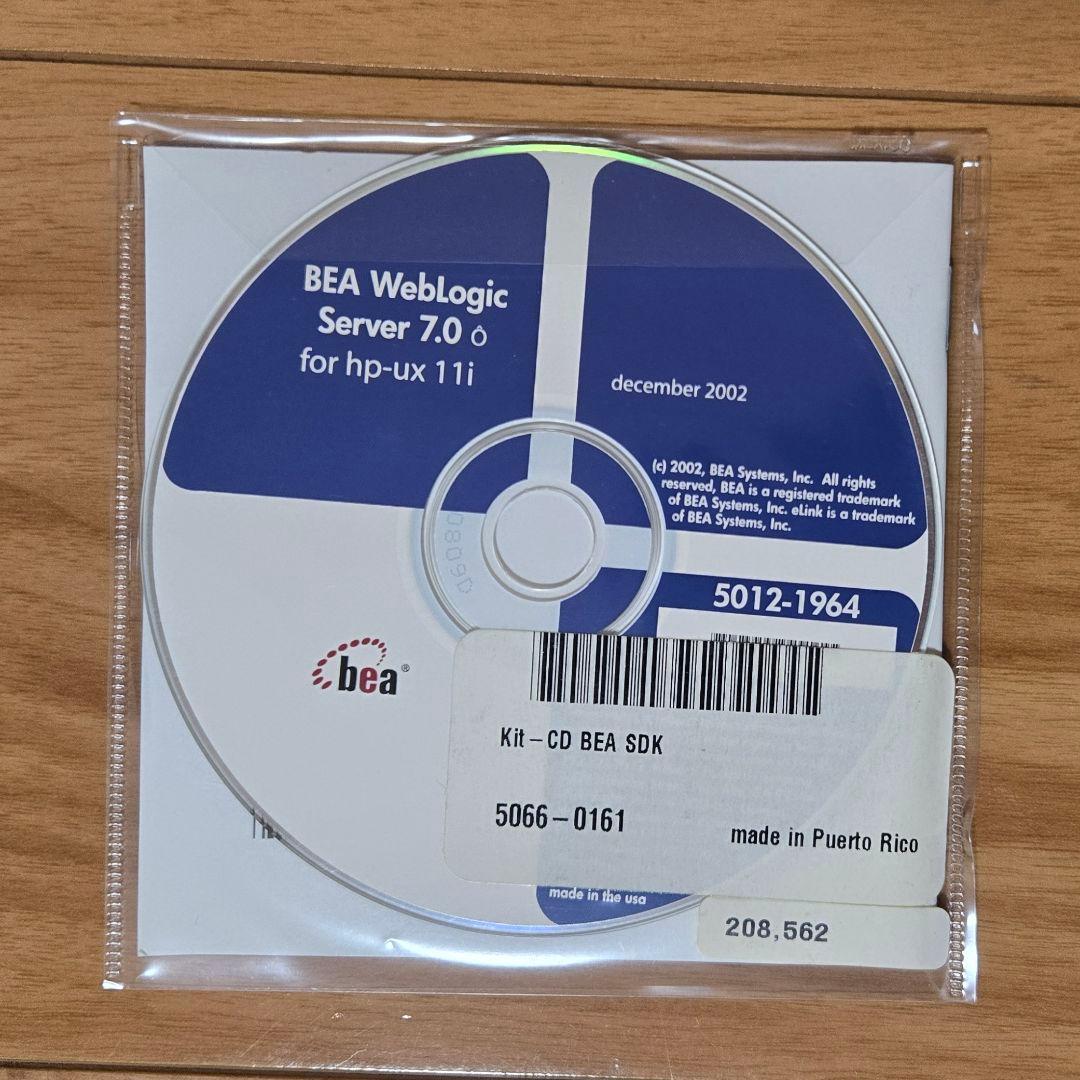 BEA WebLogic
Server 7.0 Ô
for hp-ux 11i
december 2002
(c) 2002, BEA Systems, Inc. All rights
reserved, BEA is a registered trademark
of BEA Systems, Inc. eLink is a trademark
of BEA Systems, Inc.
5012-1964
bea®
Kit–CD BEA SDK
5066–0161
made in Puerto Rico
made in the usa
208,562